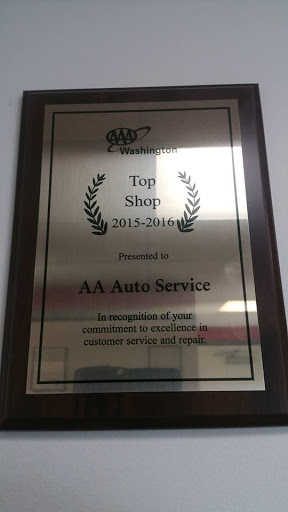 AAA
Washington
Top
Shop
2015-2016
Presented to
AA Auto Service
In recognition of your
commitment to excellence in
customer service and repair.